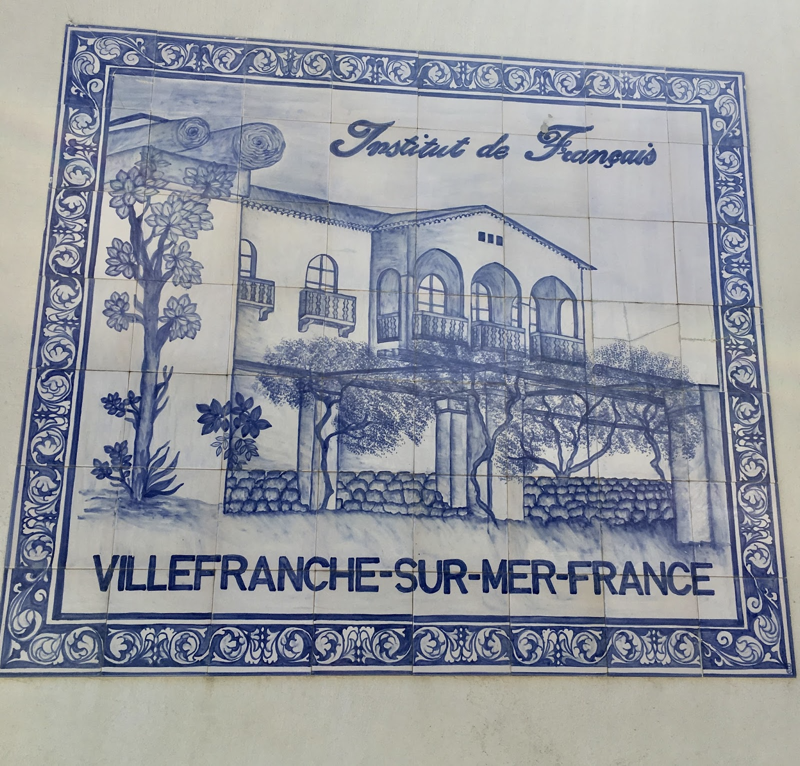 Institut de Français
VILLEFRANCHE-SUR-MER-FRANCE